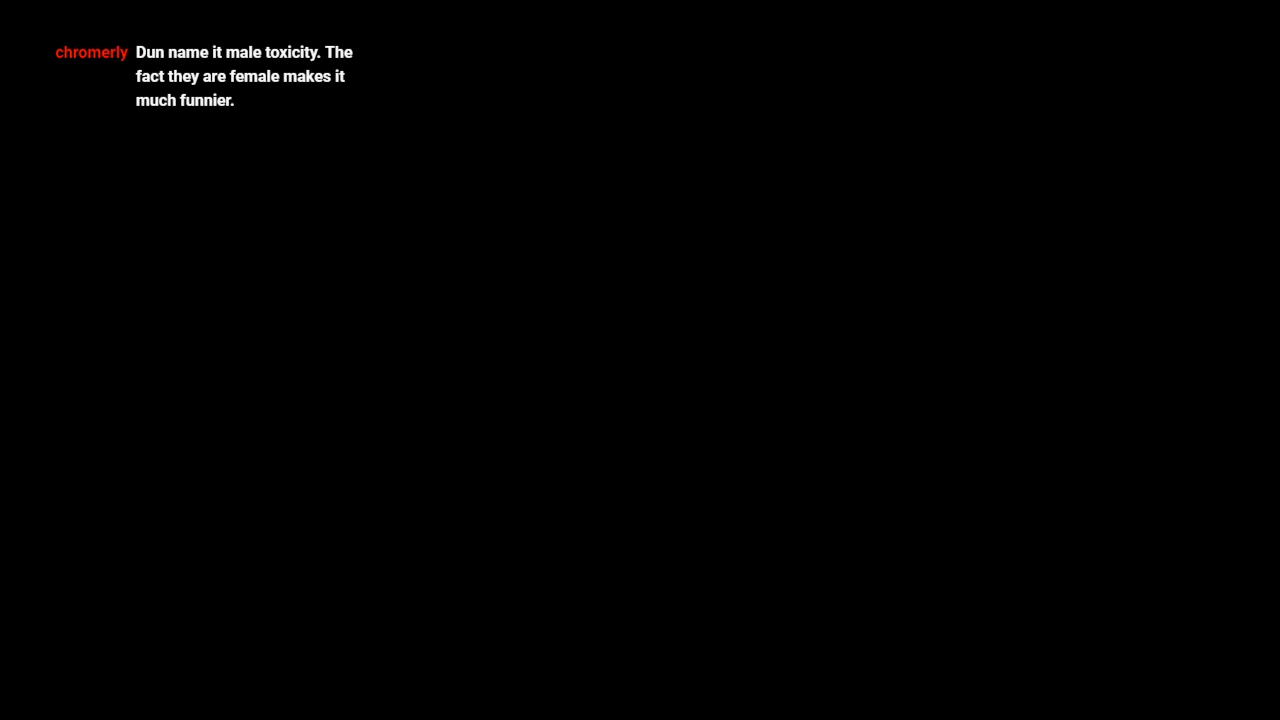 chromerly Dun name it male toxicity. The
fact they are female makes it
much funnier.